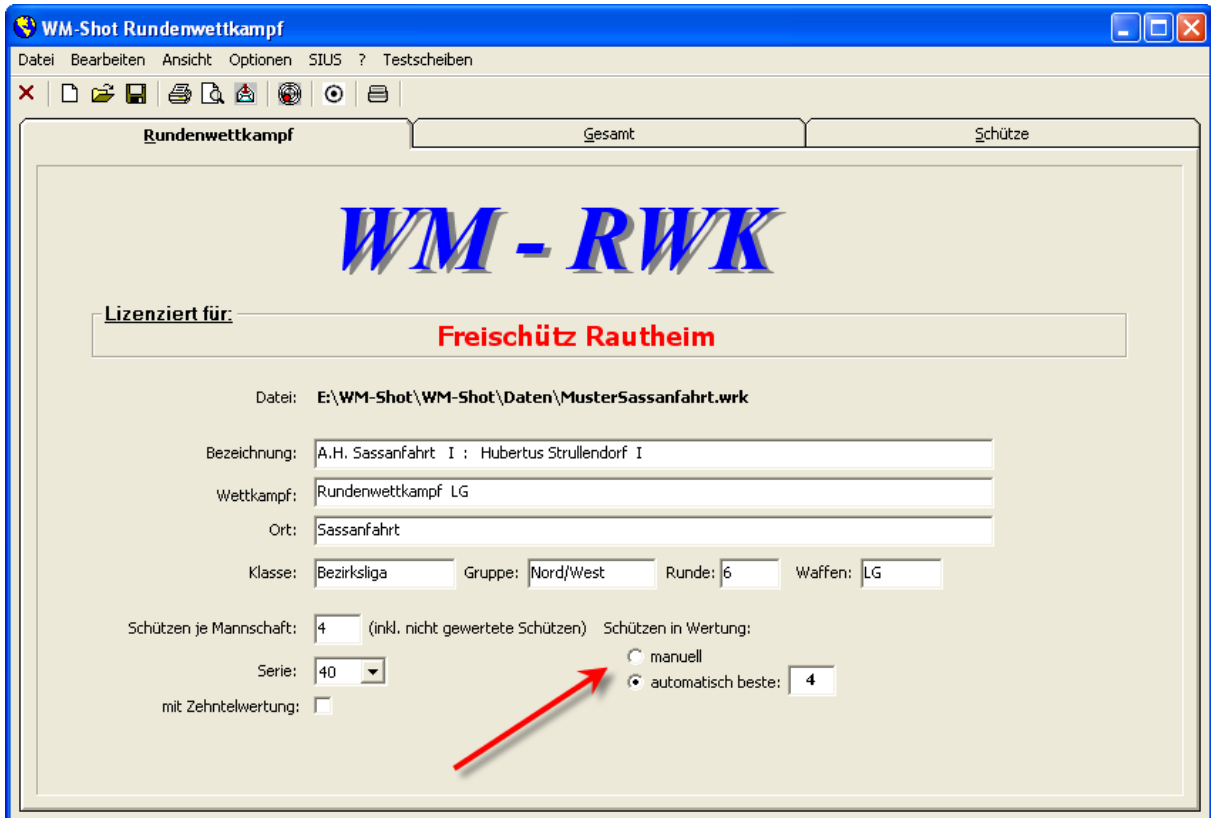 WM-Shot Rundenwettkampf
Datei Bearbeiten Ansicht Optionen SIUS ? Testscheiben
Rundenwettkampf Gesamt Schütze
WM - RWK
Lizenziert für:
Freischütz Rautheim
Datei: E:\WM-Shot\WM-Shot\Daten\MusterSassanfahrt.wrk
Bezeichnung: A.H. Sassanfahrt I : Hubertus Strullendorf I
Wettkampf: Rundenwettkampf LG
Ort: Sassanfahrt
Klasse: Bezirksliga Gruppe: Nord/West Runde: 6 Waffen: LG
Schützen je Mannschaft: 4 (inkl. nicht gewertete Schützen) Schützen in Wertung:
manuell
Serie: 40 automatisch beste: 4
mit Zehntelwertung: